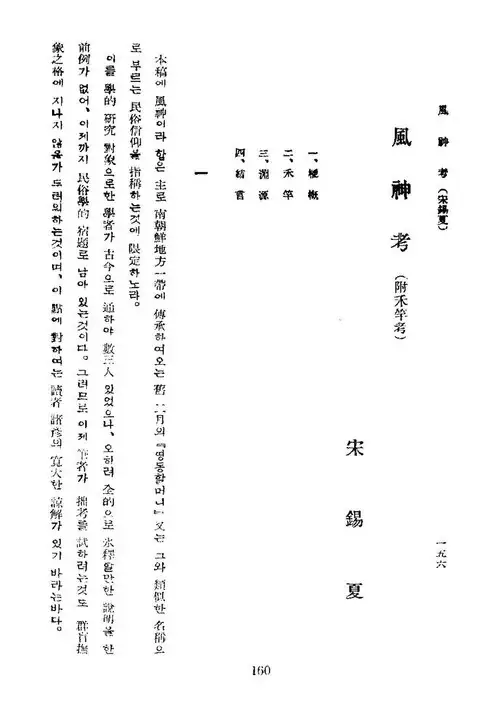 風神考(宋錫夏)
一五六
風神考(附禾竿考)
宋錫夏
一、梗槪
二、禾竿
三、淵源
四、結言
一
本稿에 風神이라 함은 主로 南朝鮮地方一帶에 傳承하여오는 舊二月의 『영동할머니』 又는 그와 類似한 名稱으
로 부르는 民俗信仰을 指稱하는것에 限定하노라。
이를 學的 硏究 對象으로한 學者가 古今으로 通하야 數三人 있었으나、오히려 全的으로 氷釋할만한 說明을 한
前例가 없어、이제까지 民俗學的 宿題로 남아 있는것이다。그러므로 이제 筆者가 拙考를 試하려는것도 群盲撫
象之格에 지나지 않을가 두려의하는것이며、이 點에 對하여는 讀者 諸彦의 寬大한 諒解가 있기 바라는바다。
160